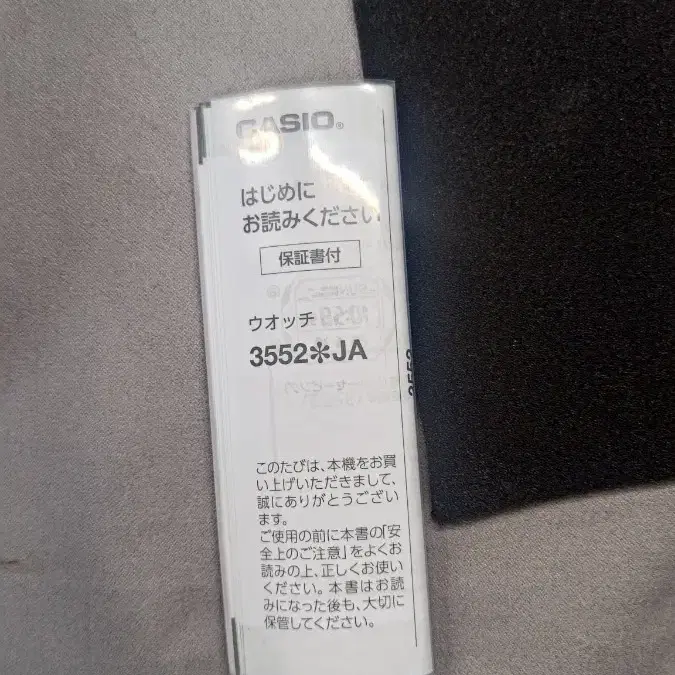 CASIO®
はじめに
お読みください
保証書付
ウオッチ
3552✻JA
このたびは、本機をお買
い上げいただきまして、
誠にありがとうござい
ます。
ご使用の前に本書の「安
全上のご注意」をよくお
読みの上、正しくお使い
ください。本書はお読
みになった後も、大切に
保管してください。